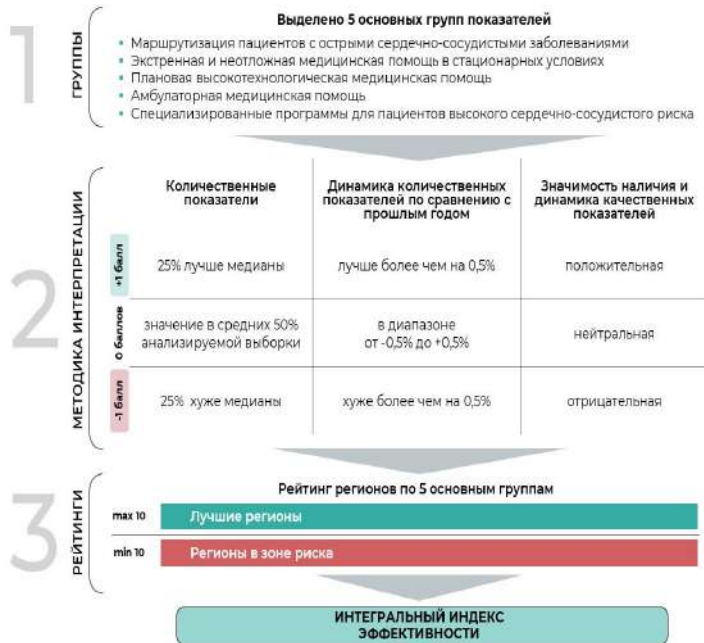 1
ГРУППЫ
Выделено 5 основных групп показателей
• Маршрутизация пациентов с острыми сердечно-сосудистыми заболеваниями
• Экстренная и неотложная медицинская помощь в стационарных условиях
• Плановая высокотехнологическая медицинская помощь
• Амбулаторная медицинская помощь
• Специализированные программы для пациентов высокого сердечно-сосудистого риска
2
МЕТОДИКА ИНТЕРПРЕТАЦИИ
Количественные
показатели
Динамика количественных
показателей по сравнению с
прошлым годом
Значимость наличия и
динамика качественных
показателей
+1 балл
25% лучше медианы
лучше более чем на 0,5%
положительная
0 баллов
значение в средних 50%
анализируемой выборки
в диапазоне
от -0,5% до +0,5%
нейтральная
-1 балл
25% хуже медианы
хуже более чем на 0,5%
отрицательная
3
РЕЙТИНГИ
Рейтинг регионов по 5 основным группам
max 10
Лучшие регионы
min 10
Регионы в зоне риска
ИНТЕГРАЛЬНЫЙ ИНДЕКС
ЭФФЕКТИВНОСТИ